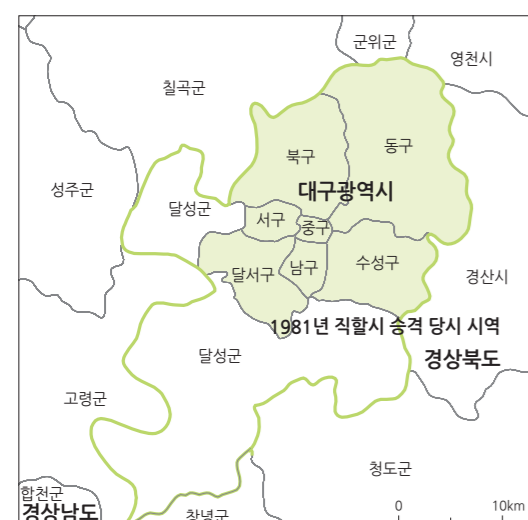 군위군
영천시
칠곡군
동구
북구
성주군
대구광역시
달성군
서구
중구
수성구
남구
달서구
경산시
1981년 직할시 승격 당시 시역
달성군
경상북도
고령군
청도군
합천군
경상남도
창녕군
0
10km